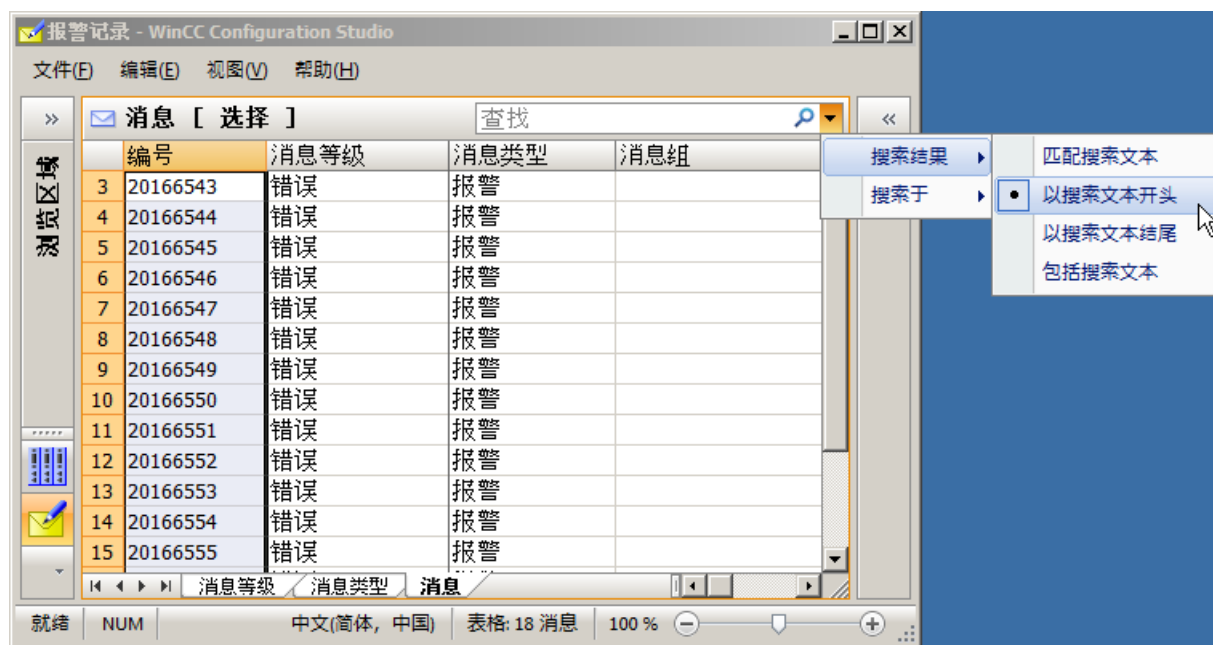 报警记录 - WinCC Configuration Studio
文件(F) 编辑(E) 视图(V) 帮助(H)
» 消息 [ 选择 ] 查找 «
编号 消息等级 消息类型 消息组
3 20166543 错误 报警
4 20166544 错误 报警
5 20166545 错误 报警
6 20166546 错误 报警
7 20166547 错误 报警
8 20166548 错误 报警
9 20166549 错误 报警
10 20166550 错误 报警
11 20166551 错误 报警
12 20166552 错误 报警
13 20166553 错误 报警
14 20166554 错误 报警
15 20166555 错误 报警
消息等级 消息类型 消息
就绪 NUM 中文(简体，中国) 表格: 18 消息 100 %
搜索结果
搜索于
匹配搜索文本
以搜索文本开头
以搜索文本结尾
包括搜索文本